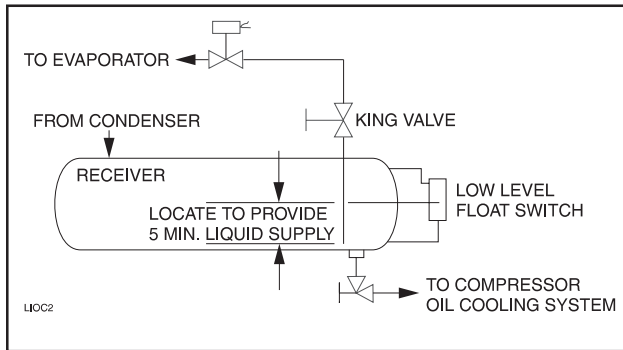 TO EVAPORATOR
FROM CONDENSER
KING VALVE
RECEIVER
LOCATE TO PROVIDE
5 MIN. LIQUID SUPPLY
LOW LEVEL
FLOAT SWITCH
TO COMPRESSOR
OIL COOLING SYSTEM
LIOC2